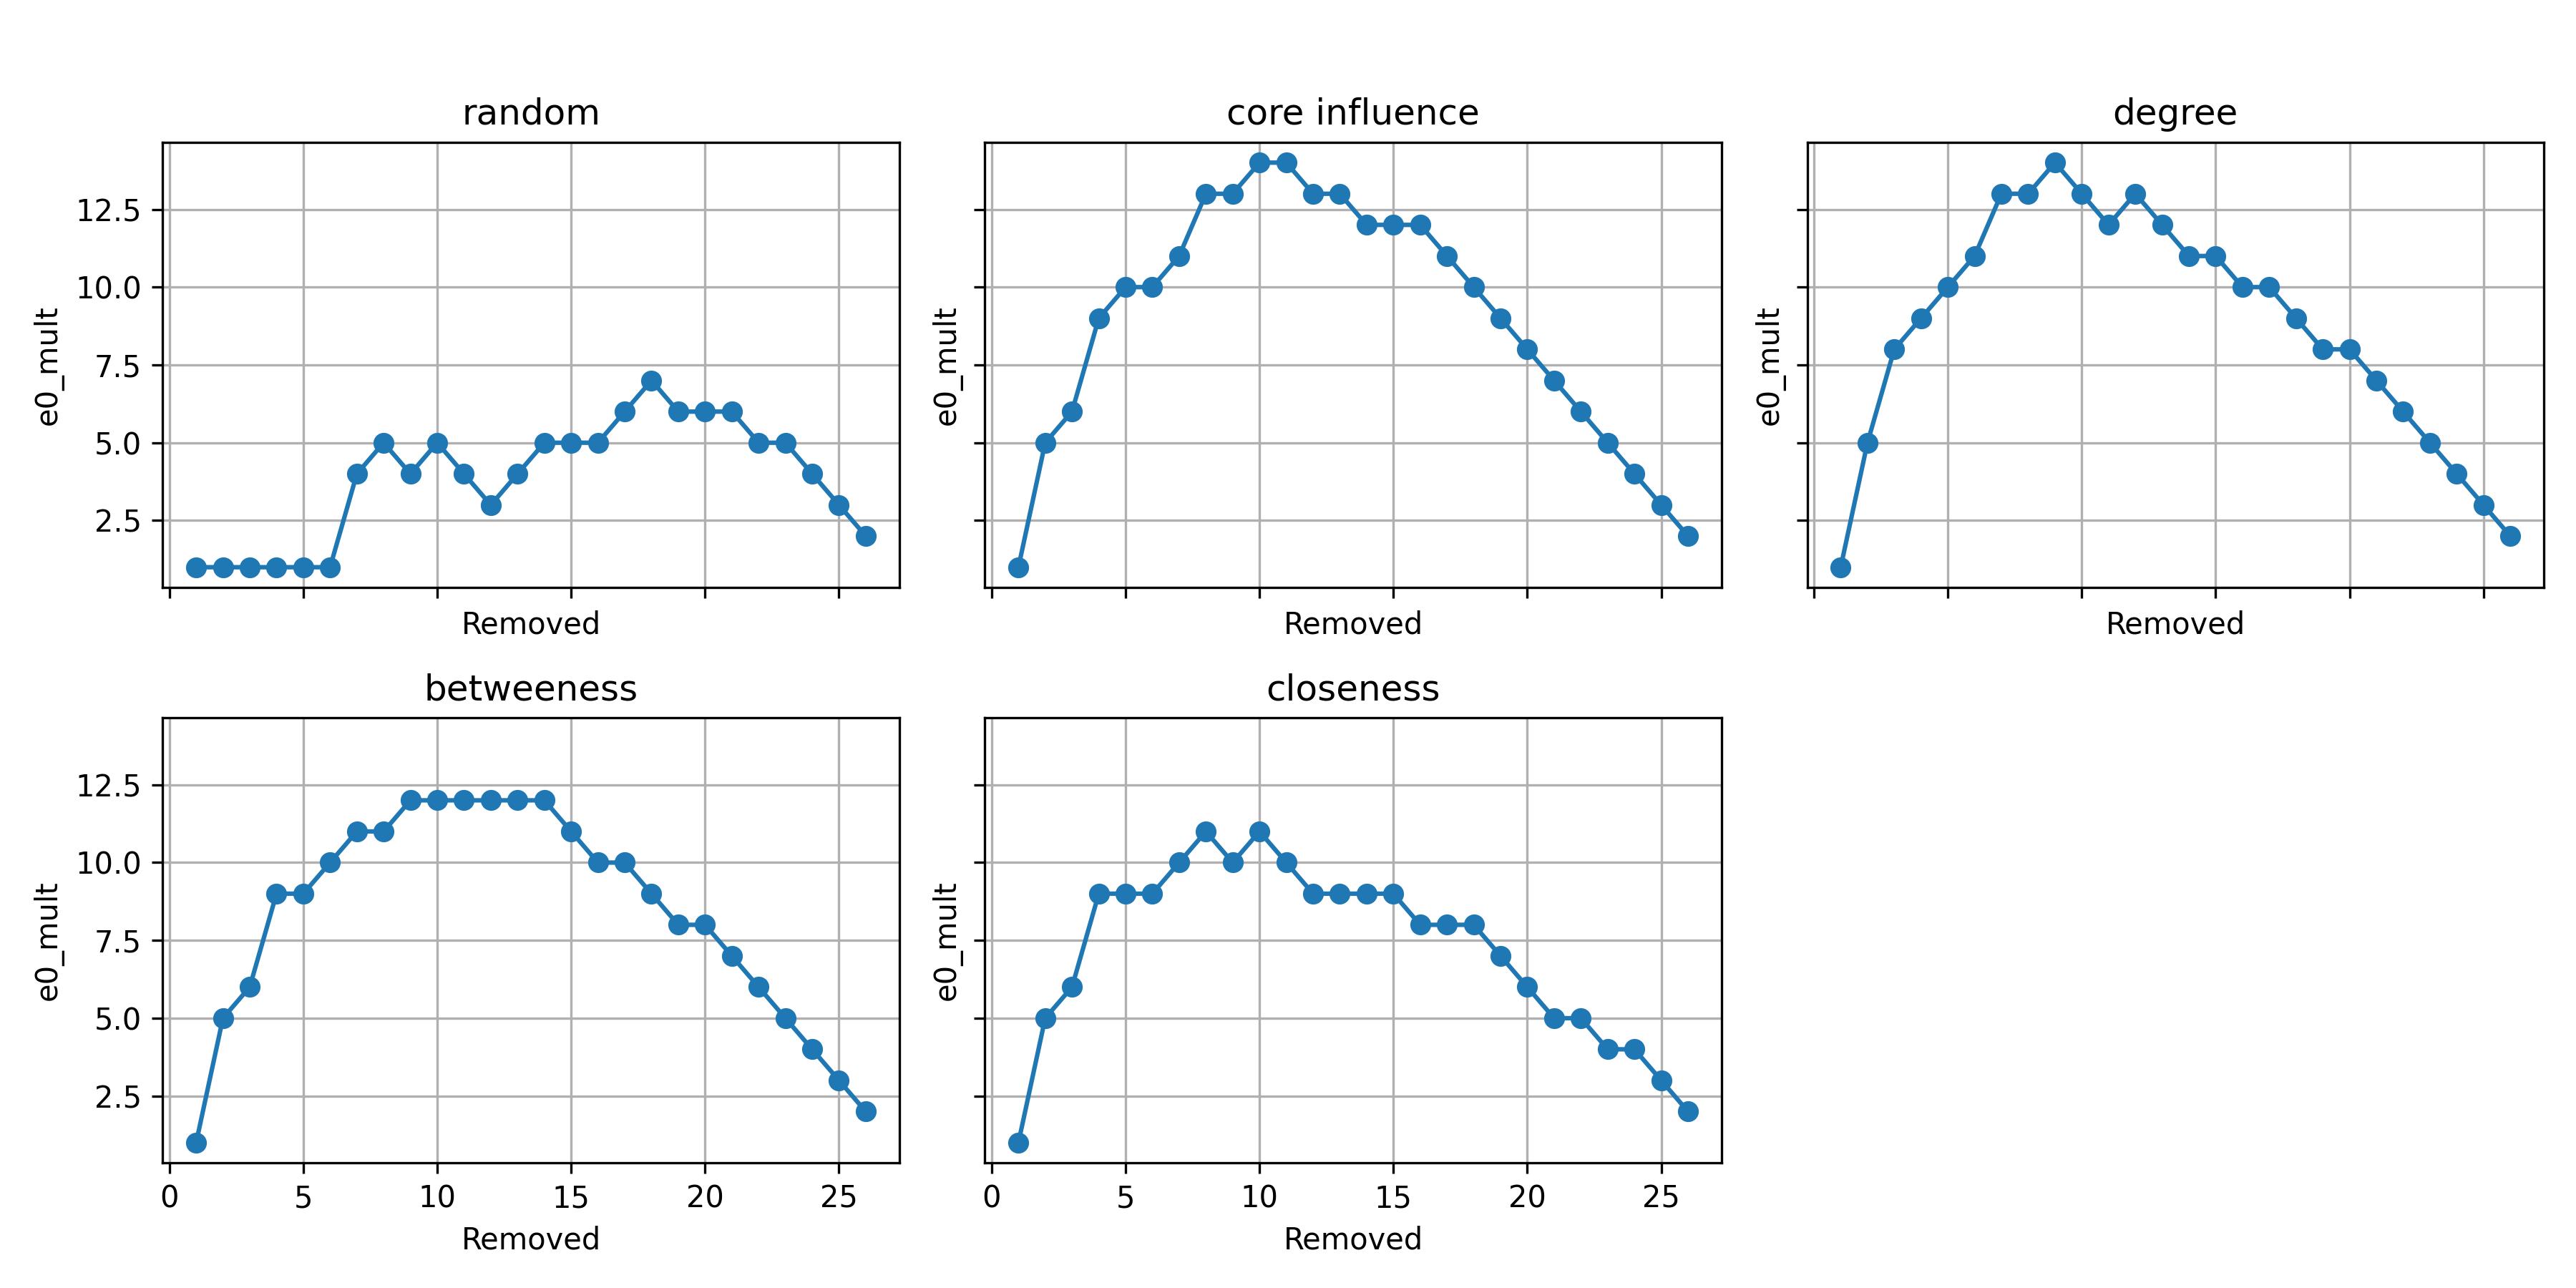 random
core influence
degree
12.5
10.0
7.5
5.0
2.5
e0_mult
e0_mult
e0_mult
Removed
Removed
Removed
betweeness
closeness
12.5
10.0
7.5
5.0
2.5
e0_mult
e0_mult
0 5 10 15 20 25
0 5 10 15 20 25
Removed
Removed